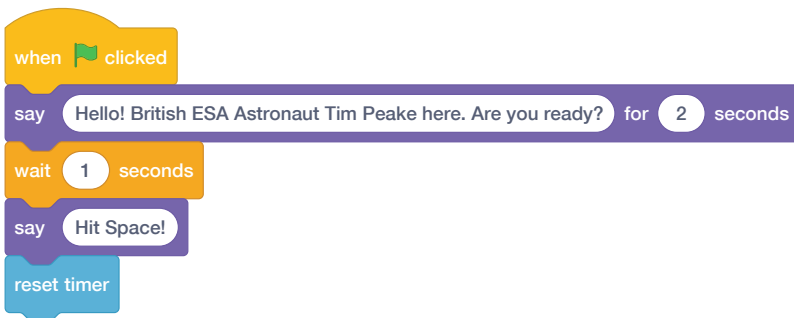 when clicked
say Hello! British ESA Astronaut Tim Peake here. Are you ready? for 2 seconds
wait 1 seconds
say Hit Space!
reset timer